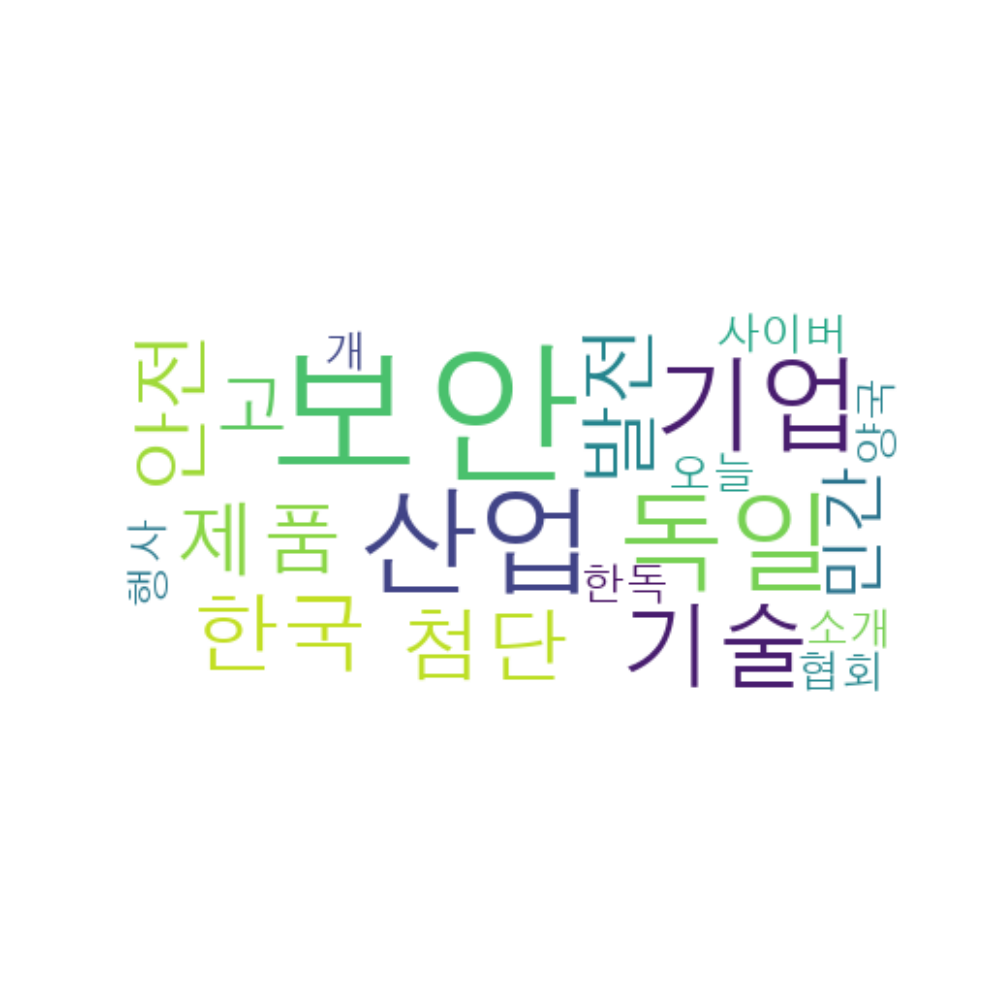 사이버
개
안전
고
보안
발전
기업
양국
오늘
민간
행사
제품
산업
독일
한독
한국
첨단
기술
소개
협회